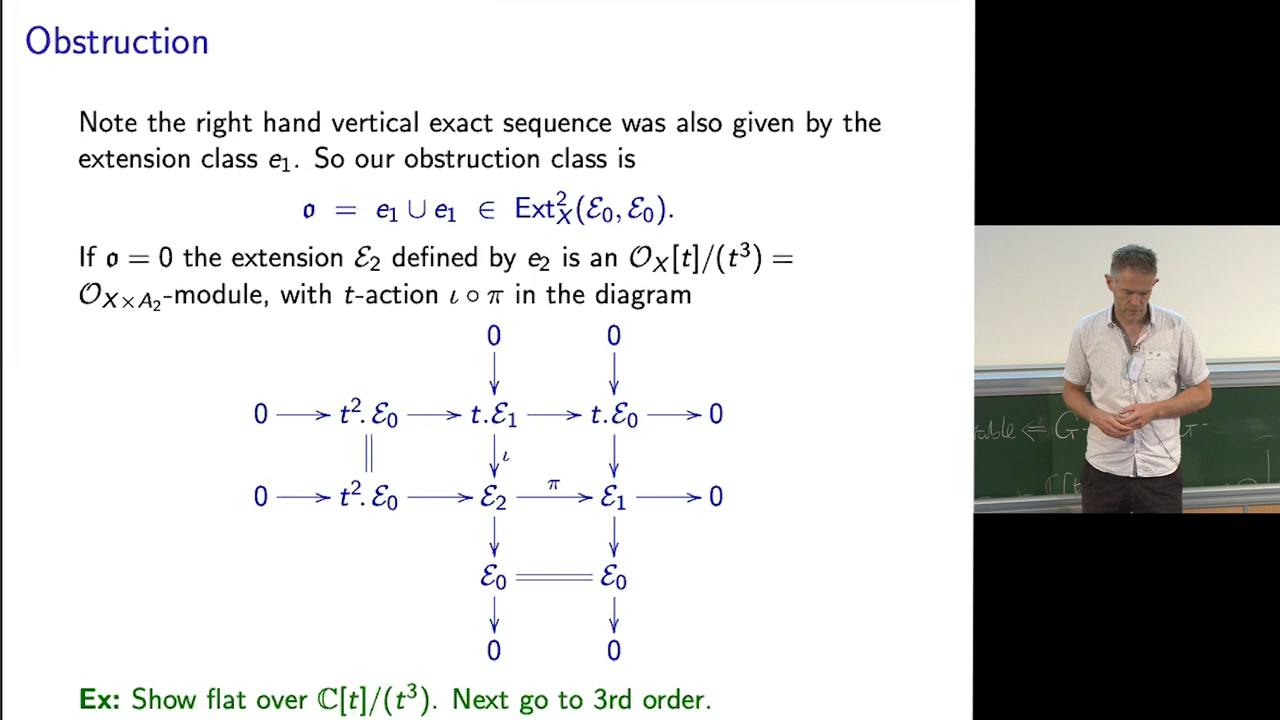 Obstruction
Note the right hand vertical exact sequence was also given by the
extension class e₁. So our obstruction class is
𝔬 = e₁ ∪ e₁ ∈ Ext²_X(ℰ₀, ℰ₀).
If 𝔬 = 0 the extension ℰ₂ defined by e₂ is an 𝒪_X[t]/(t³) =
𝒪_{X×A₂}-module, with t-action ι ∘ π in the diagram
0 0
0 → t².ℰ₀ → t.ℰ₁ → t.ℰ₀ → 0
ι
0 → t².ℰ₀ → ℰ₂ π → ℰ₁ → 0
ℰ₀ = ℰ₀
0 0
Ex: Show flat over ℂ[t]/(t³). Next go to 3rd order.